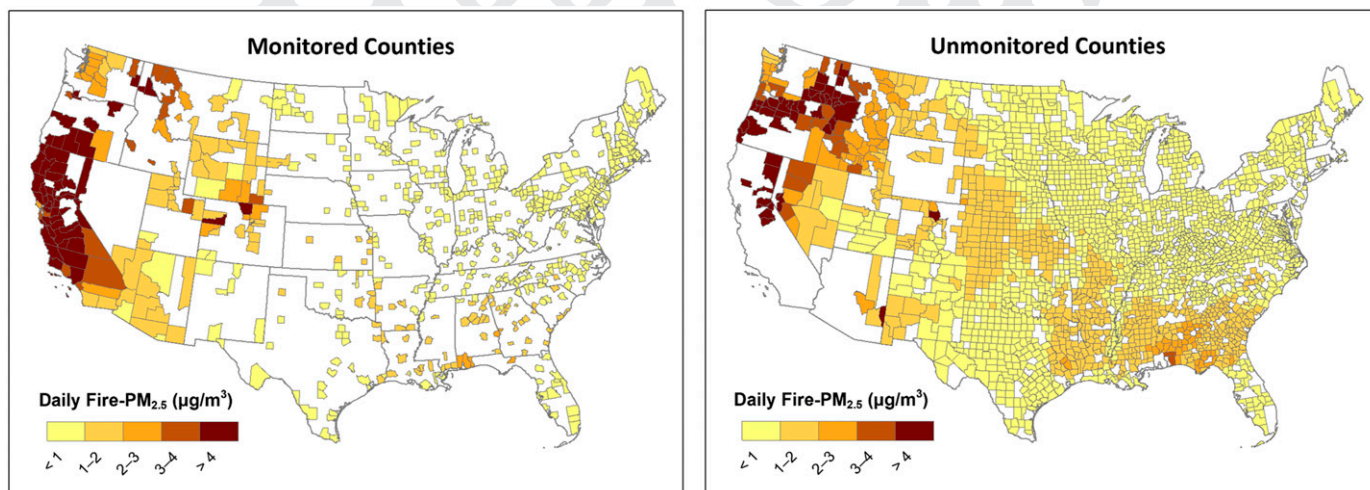 Monitored Counties
Daily Fire-PM2.5 (µg/m³)
< 1
1–2
2–3
3–4
> 4
Unmonitored Counties
Daily Fire-PM2.5 (µg/m³)
< 1
1–2
2–3
3–4
> 4